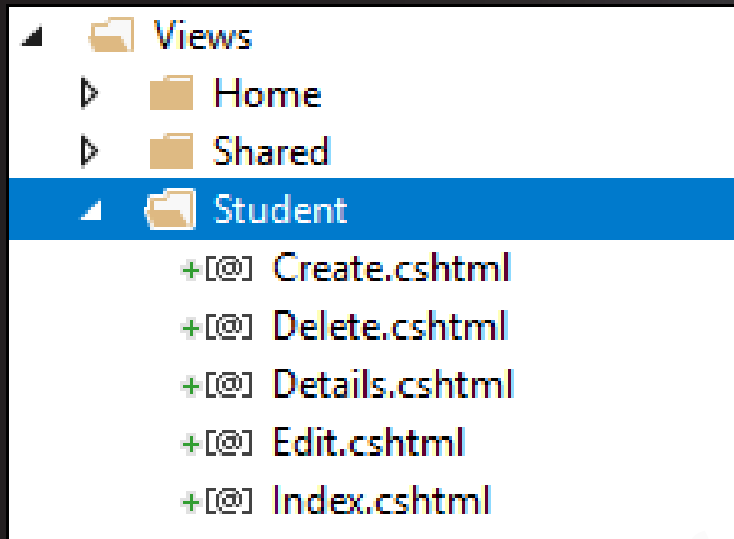 Views
Home
Shared
Student
+[@] Create.cshtml
+[@] Delete.cshtml
+[@] Details.cshtml
+[@] Edit.cshtml
+[@] Index.cshtml